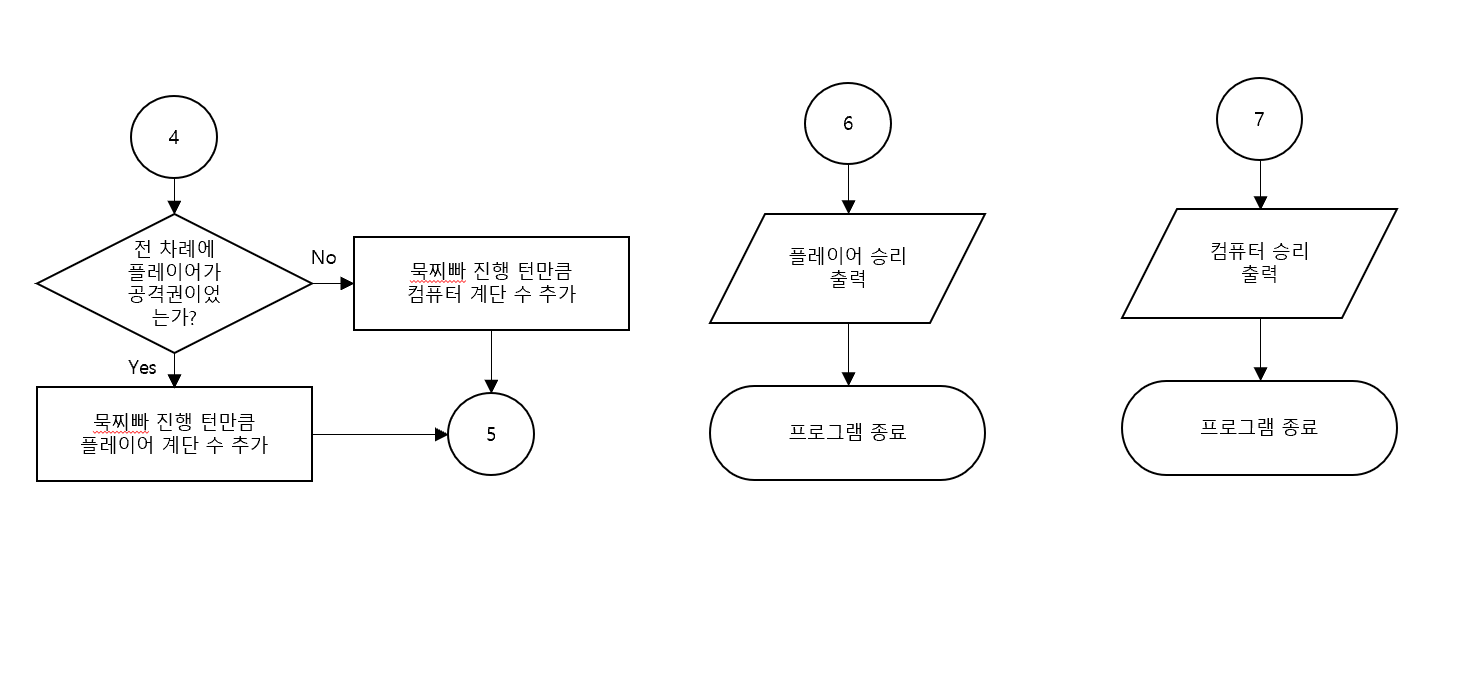 4
전 차례에
플레이어가
공격권이었
는가?
No
묵찌빠 진행 턴만큼
컴퓨터 계단 수 추가
Yes
묵찌빠 진행 턴만큼
플레이어 계단 수 추가
5
6
플레이어 승리
출력
프로그램 종료
7
컴퓨터 승리
출력
프로그램 종료